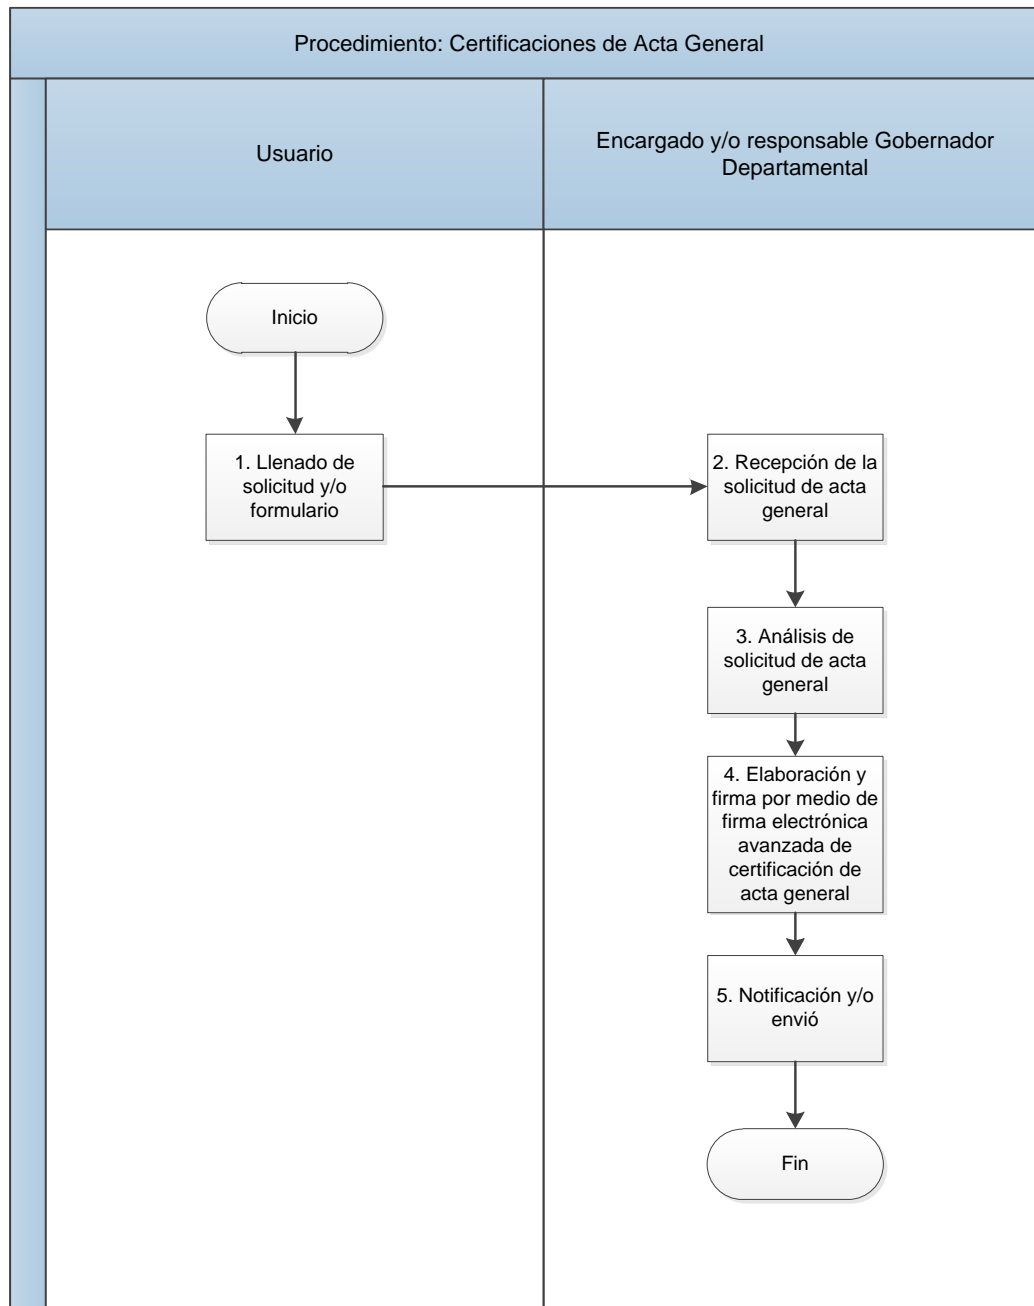 Procedimiento: Certificaciones de Acta General
Usuario
Encargado y/o responsable Gobernador
Departamental
Inicio
1. Llenado de
solicitud y/o
formulario
2. Recepción de la
solicitud de acta
general
3. Análisis de
solicitud de acta
general
4. Elaboración y
firma por medio de
firma electrónica
avanzada de
certificación de
acta general
5. Notificación y/o
envió
Fin